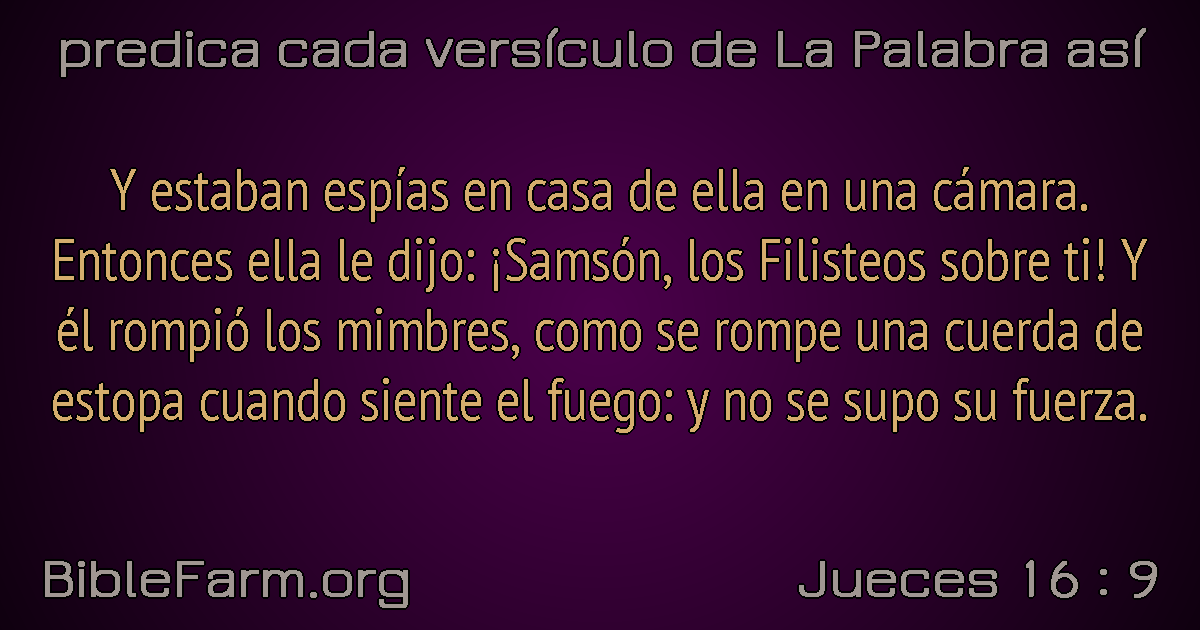 predica cada versículo de La Palabra así
Y estaban espías en casa de ella en una cámara.
Entonces ella le dijo: ¡Samsón, los Filisteos sobre ti! Y
él rompió los mimbres, como se rompe una cuerda de
estopa cuando siente el fuego: y no se supo su fuerza.
BibleFarm.org
Jueces 16 : 9